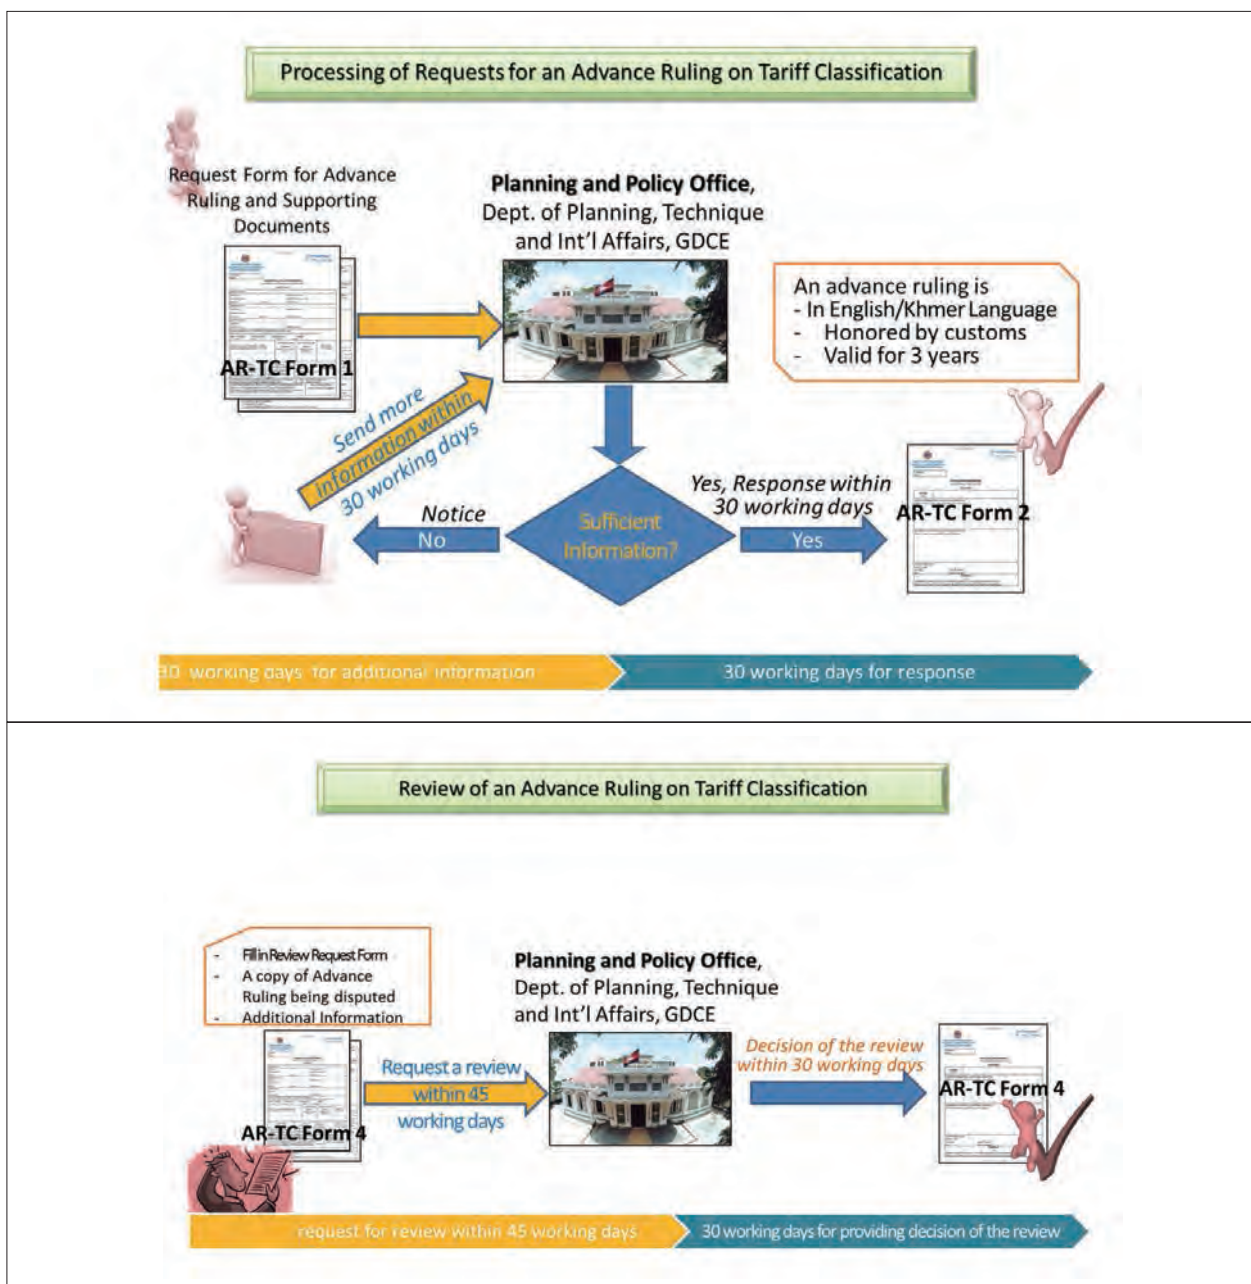 Processing of Requests for an Advance Ruling on Tariff Classification
Request Form for Advance
Ruling and Supporting
Documents
AR-TC Form 1
Planning and Policy Office,
Dept. of Planning, Technique
and Int'l Affairs, GDCE
An advance ruling is
- In English/Khmer Language
- Honored by customs
- Valid for 3 years
Send more
information within
30 working days
Notice
No
Sufficient
Information?
Yes, Response within
30 working days
Yes
AR-TC Form 2
30 working days for additional information
30 working days for response
Review of an Advance Ruling on Tariff Classification
- Fill in Review Request Form
- A copy of Advance
Ruling being disputed
- Additional Information
AR-TC Form 4
Request a review
within 45
working days
Planning and Policy Office,
Dept. of Planning, Technique
and Int'l Affairs, GDCE
Decision of the review
within 30 working days
AR-TC Form 4
request for review within 45 working days
30 working days for providing decision of the review